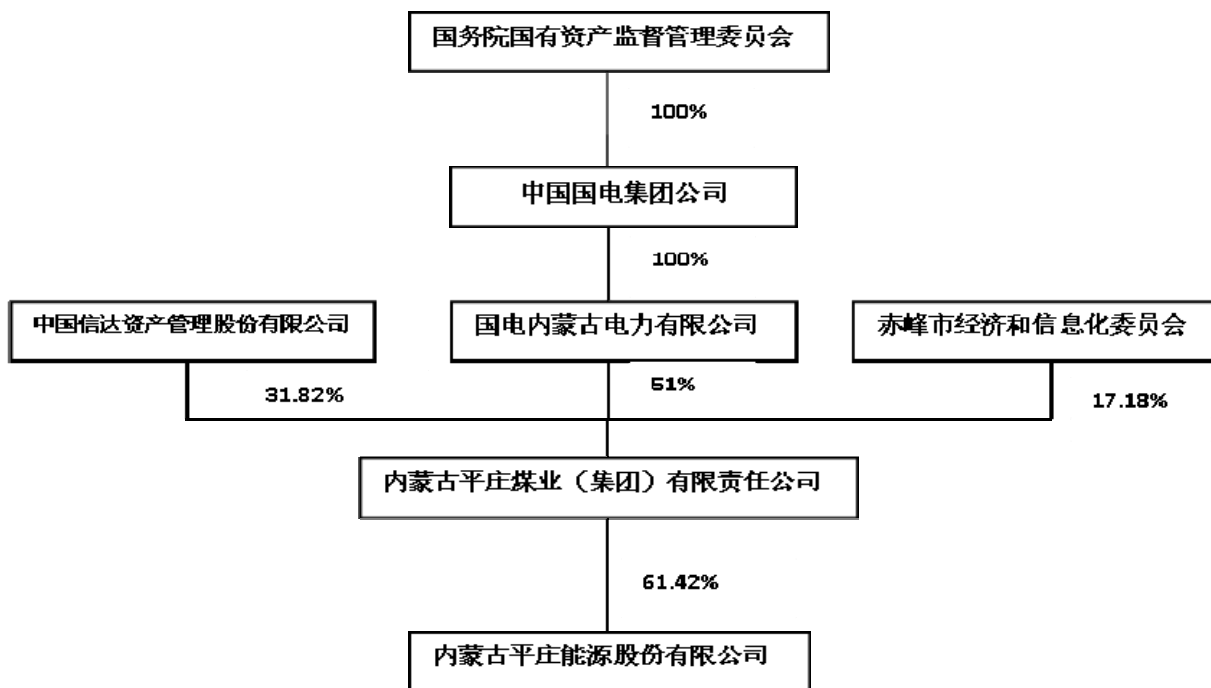 国务院国有资产监督管理委员会
100%
中国国电集团公司
100%
中国信达资产管理股份有限公司
国电内蒙古电力有限公司
赤峰市经济和信息化委员会
31.82%
51%
17.18%
内蒙古平庄煤业（集团）有限责任公司
61.42%
内蒙古平庄能源股份有限公司